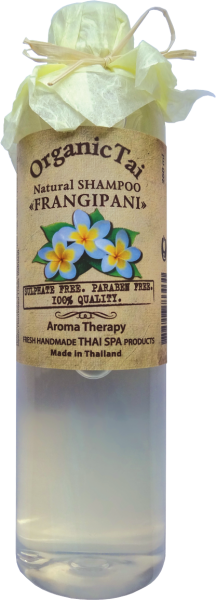 OrganicTai
Natural SHAMPOO
«FRANGIPANI»
SULPHATE FREE. PARABEN FREE.
100% QUALITY.
Aroma Therapy
FRESH HANDMADE THAI SPA PRODUCTS
Made in Thailand